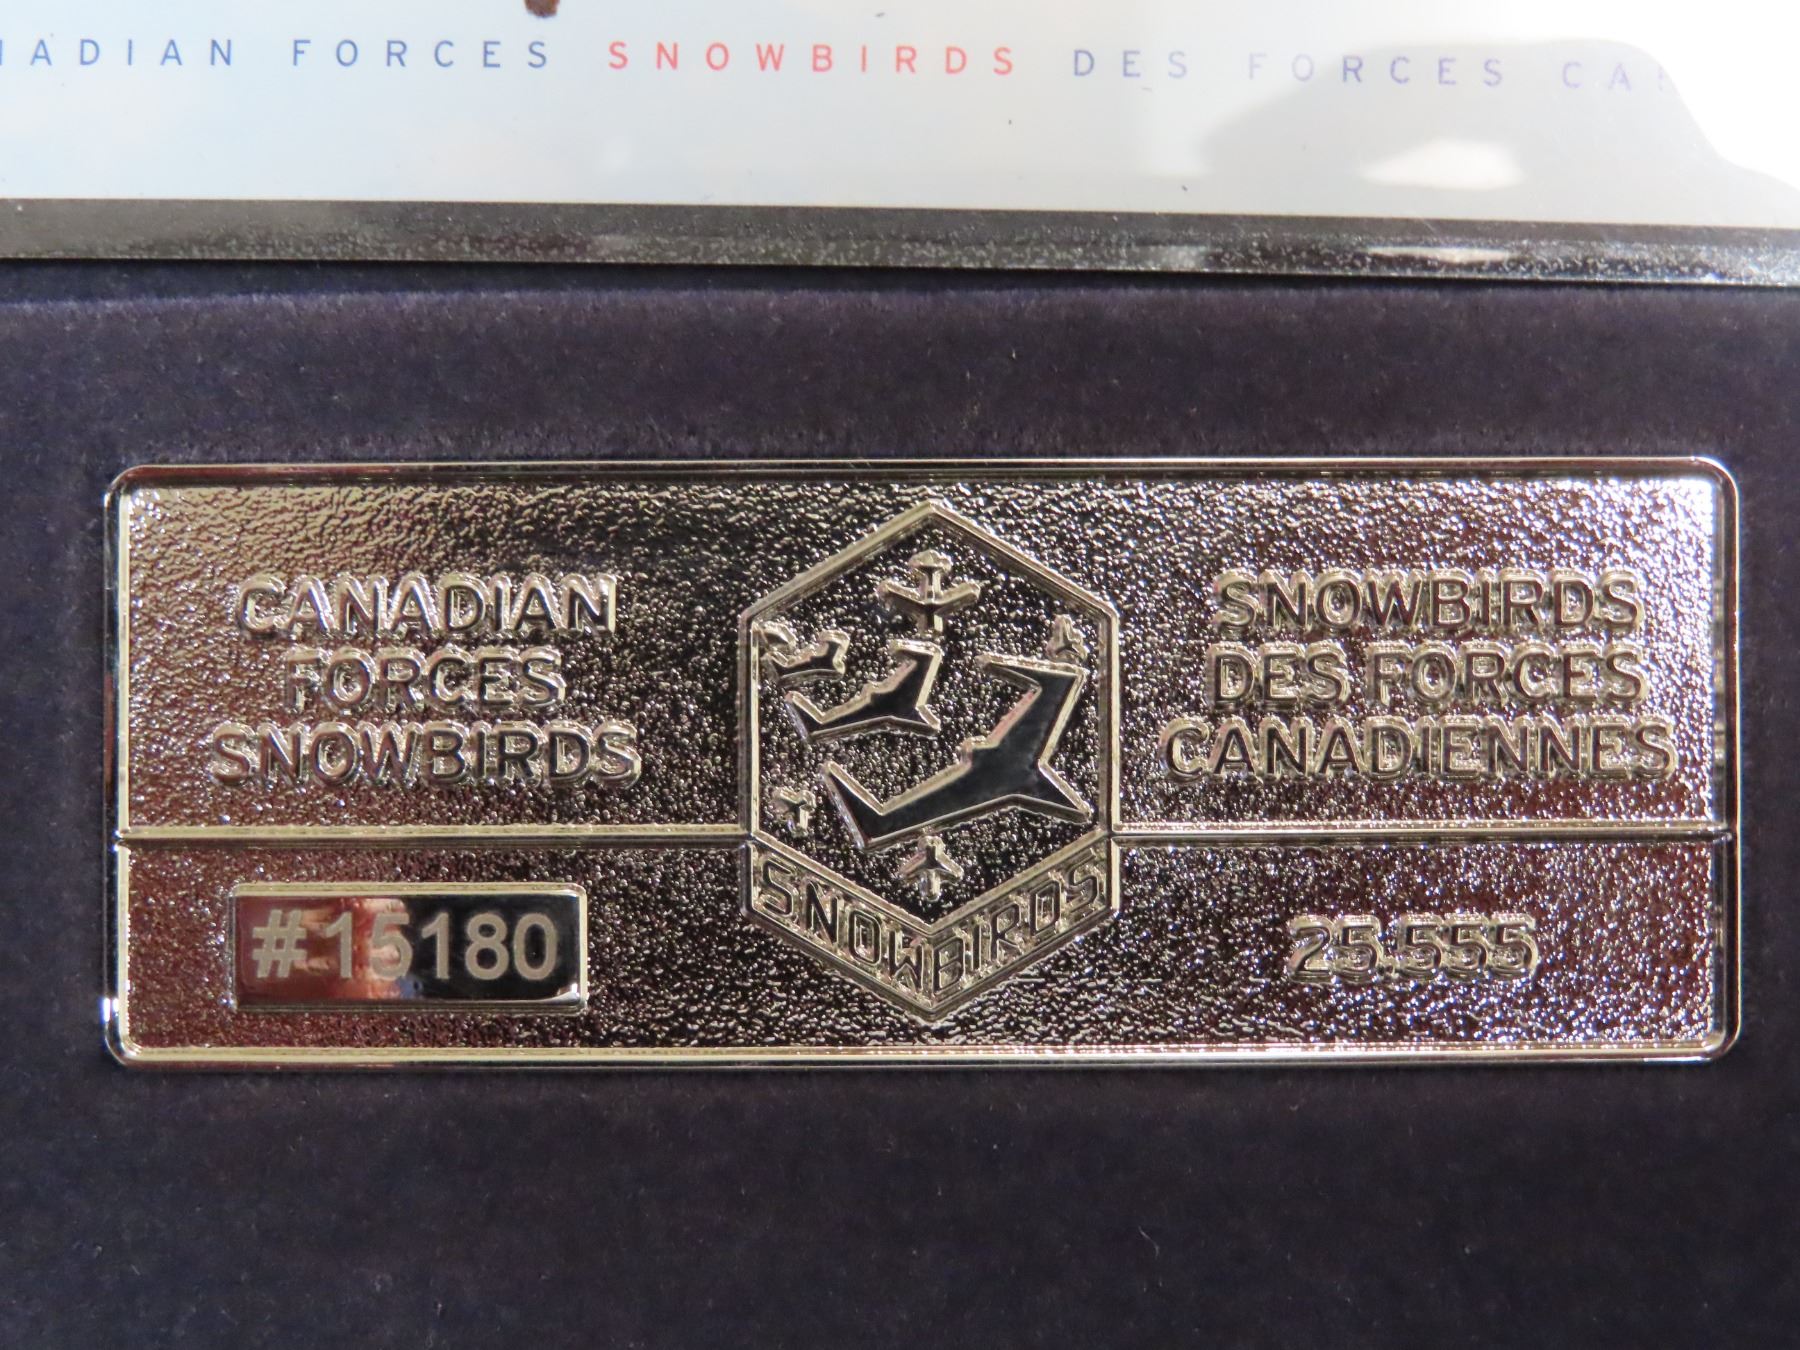 ADIAN FORCES SNOWBIRDS DES FORCES CA
CANADIAN
FORCES
SNOWBIRDS
SNOWBIRDS
DES FORCES
CANADIENNES
SNOWBIRDS
#15180
25,555